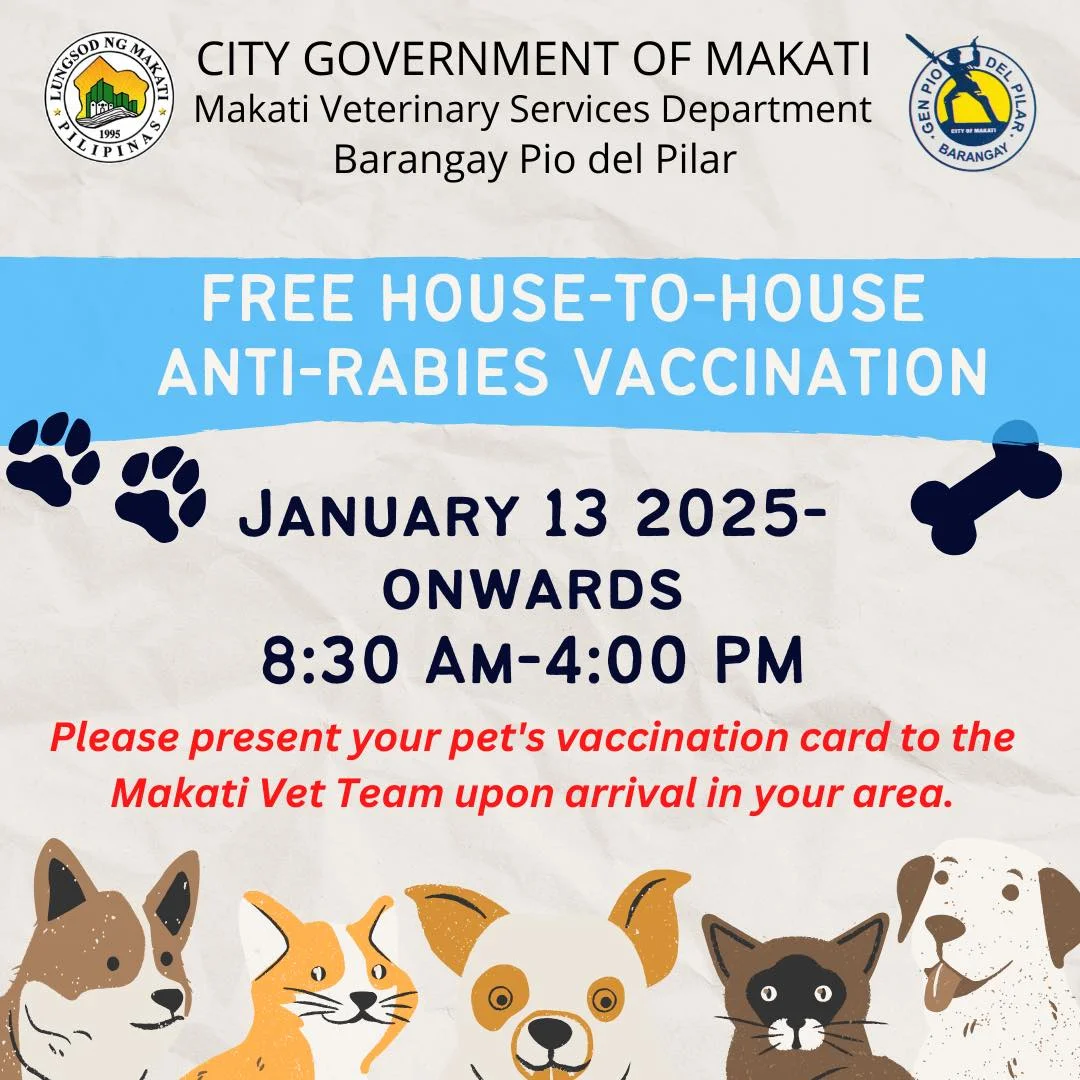 LUNGSOD NG MAKATI
1995
PILIPINAS
CITY GOVERNMENT OF MAKATI
Makati Veterinary Services Department
Barangay Pio del Pilar
GEN PIO DEL PILAR
CITY OF MAKATI
BARANGAY
FREE HOUSE-TO-HOUSE
ANTI-RABIES VACCINATION
JANUARY 13 2025-
ONWARDS
8:30 AM-4:00 PM
Please present your pet's vaccination card to the
Makati Vet Team upon arrival in your area.